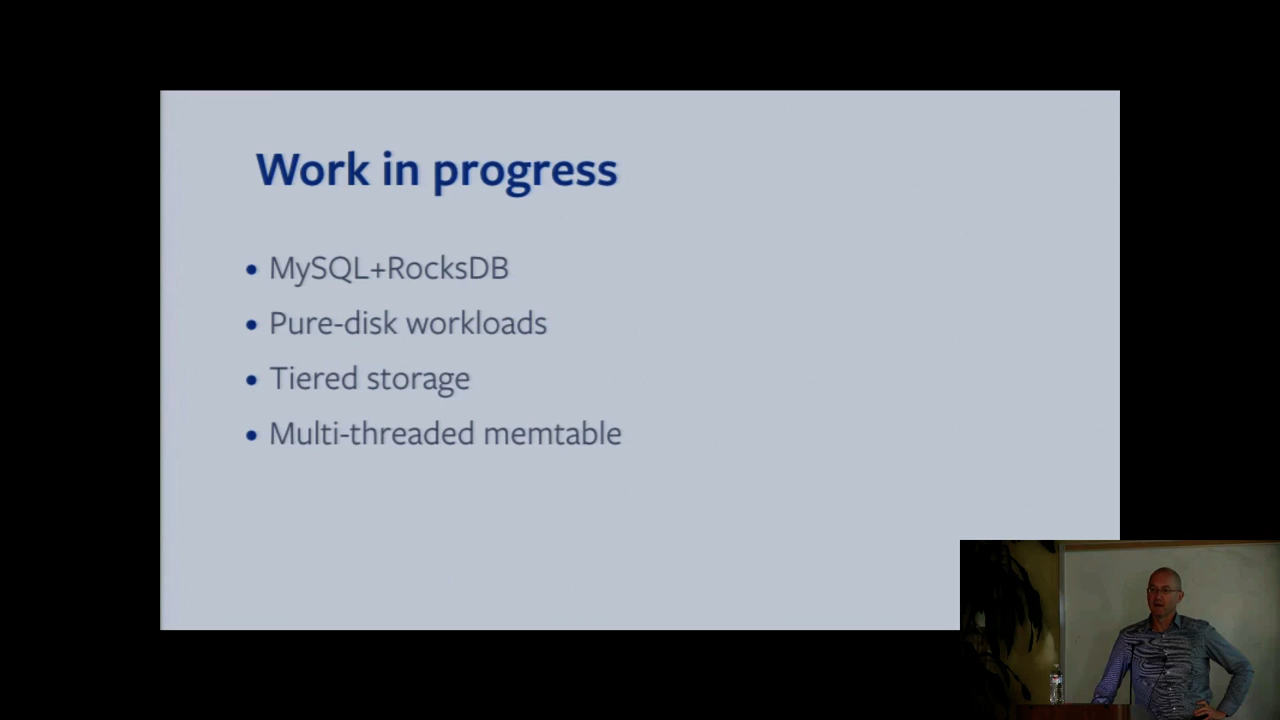 Work in progress
• MySQL+RocksDB
• Pure-disk workloads
• Tiered storage
• Multi-threaded memtable